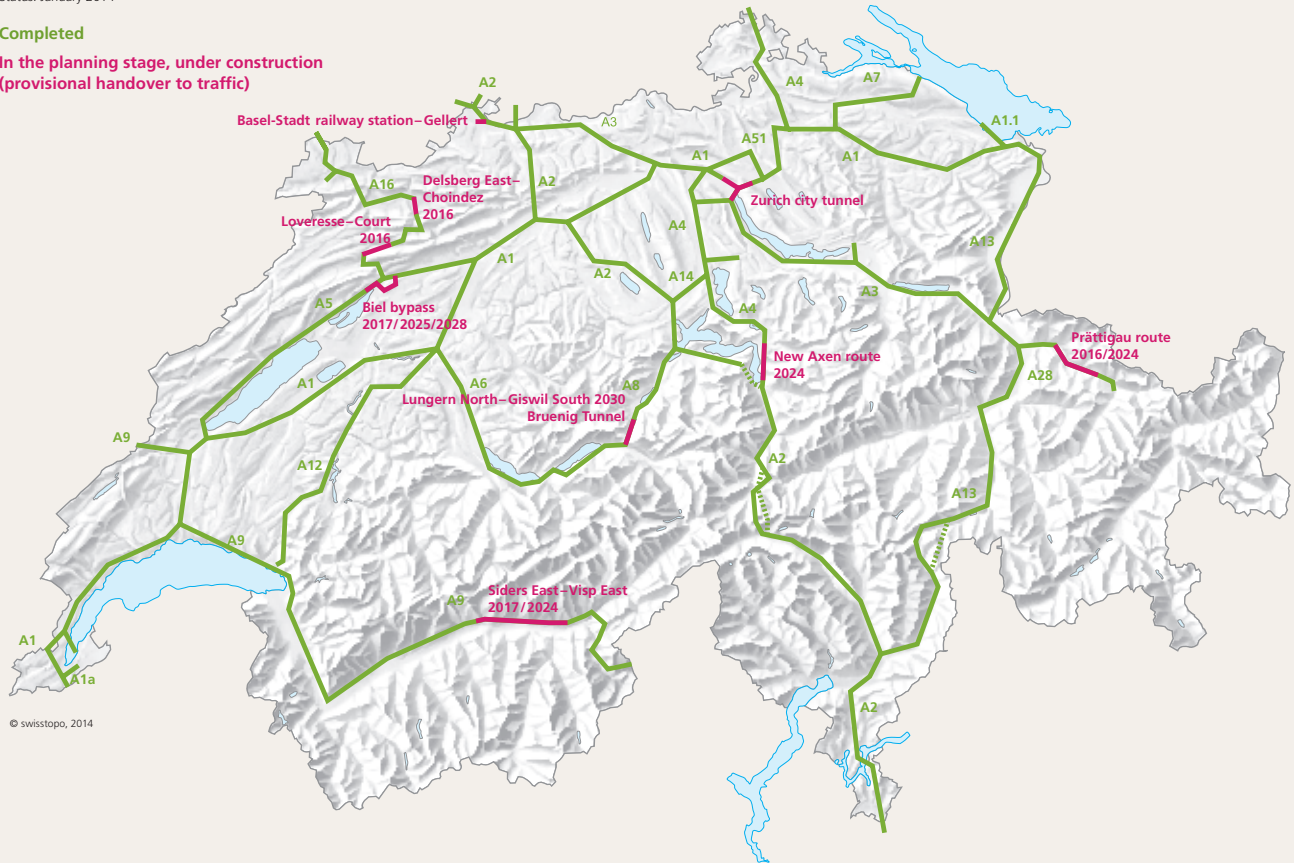 Status: January 2014
Completed
In the planning stage, under construction
(provisional handover to traffic)
A2
A4
A7
Basel-Stadt railway station–Gellert
A3
A1.1
A51
A1
A1
A16
Delsberg East–
Choindez
2016
A2
Zurich city tunnel
Loveresse–Court
2016
A4
A13
A1
A2
A14
A3
A5
Biel bypass
2017/2025/2028
A4
Prättigau route
2016/2024
New Axen route
2024
A28
A1
A6
A8
Lungern North–Giswil South 2030
Bruenig Tunnel
A9
A12
A2
A13
A9
Siders East–Visp East
2017/2024
A9
A1
A1a
A2
© swisstopo, 2014